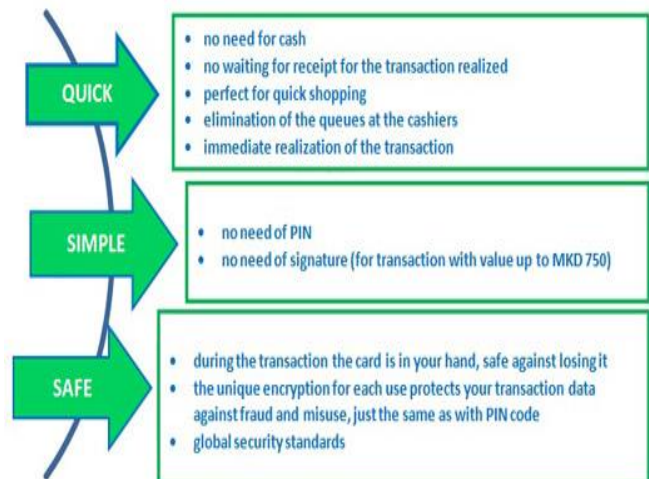 QUICK
• no need for cash
• no waiting for receipt for the transaction realized
• perfect for quick shopping
• elimination of the queues at the cashiers
• immediate realization of the transaction
SIMPLE
• no need of PIN
• no need of signature (for transaction with value up to MKD 750)
SAFE
• during the transaction the card is in your hand, safe against losing it
• the unique encryption for each use protects your transaction data
against fraud and misuse, just the same as with PIN code
• global security standards